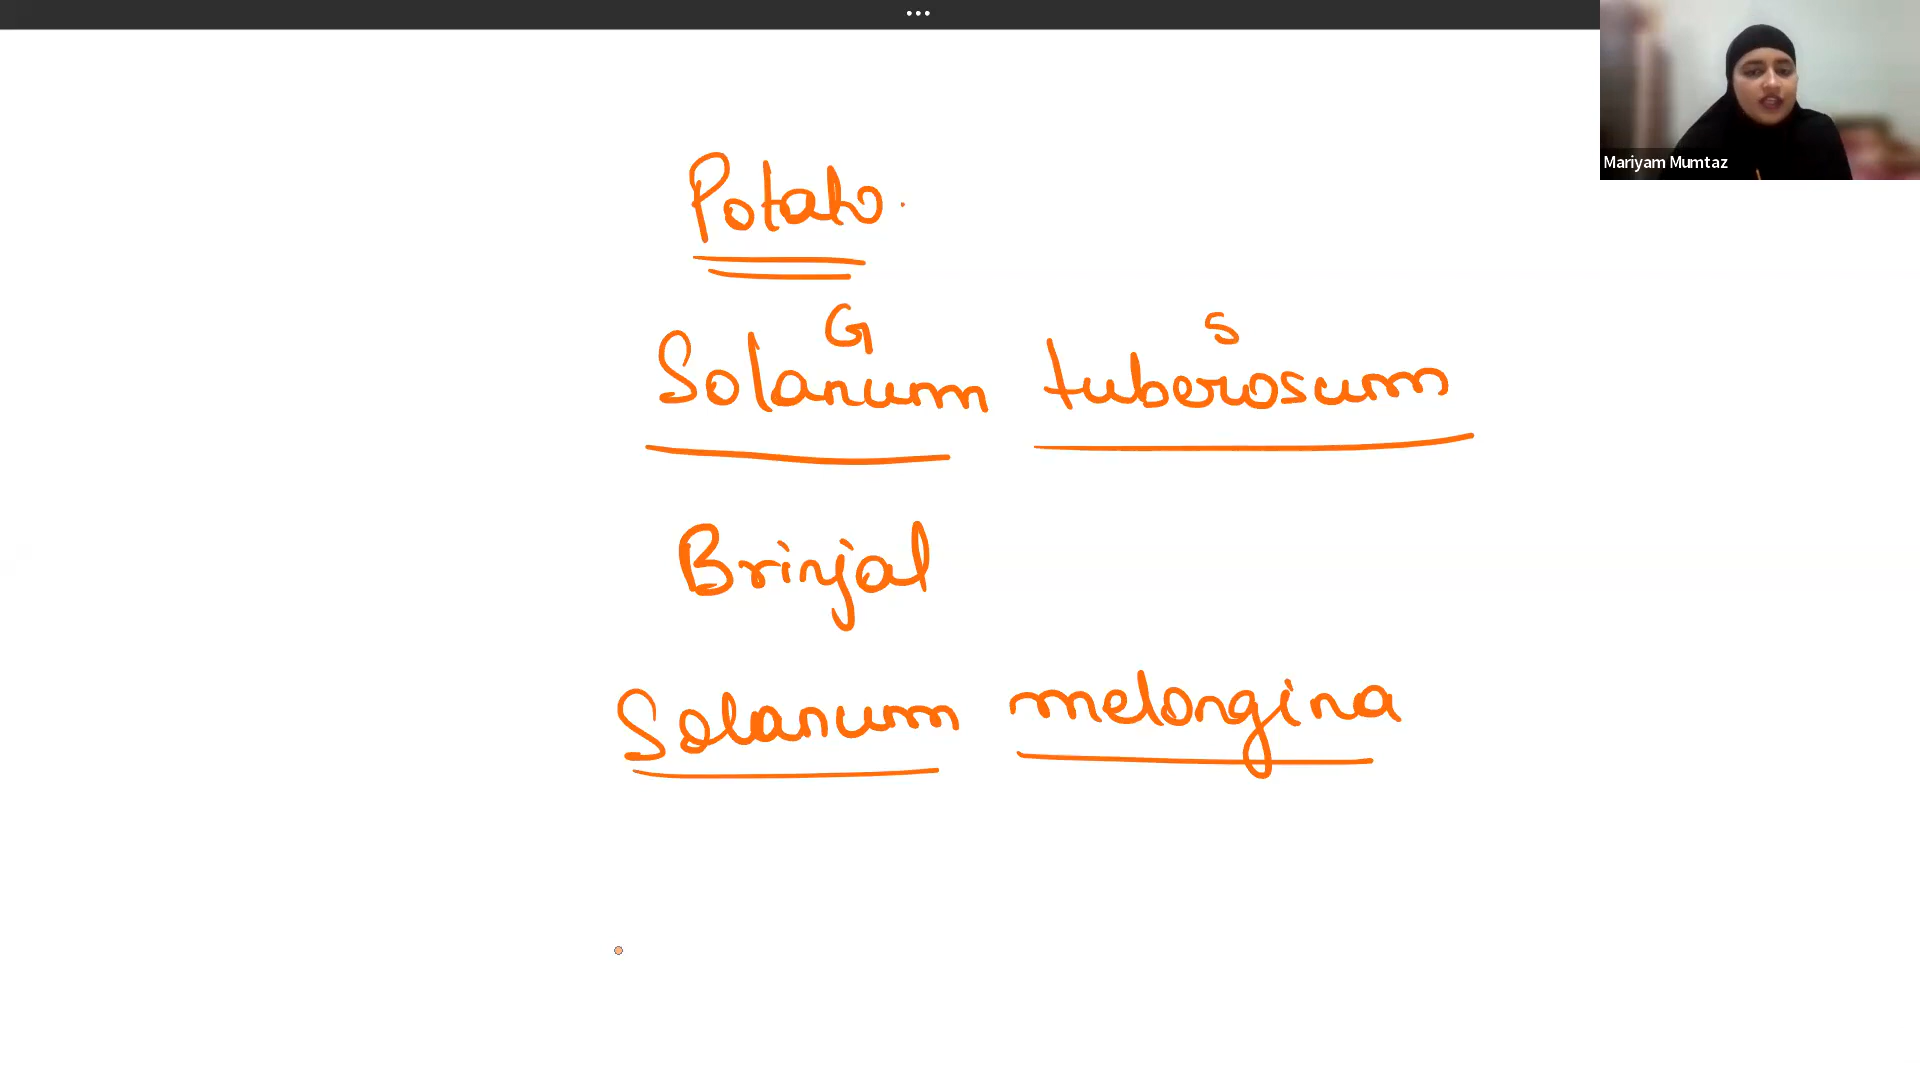 ...
Mariyam Mumtaz
Potato.
G S
Solanum tuberosum
Brinjal
Solanum melongina